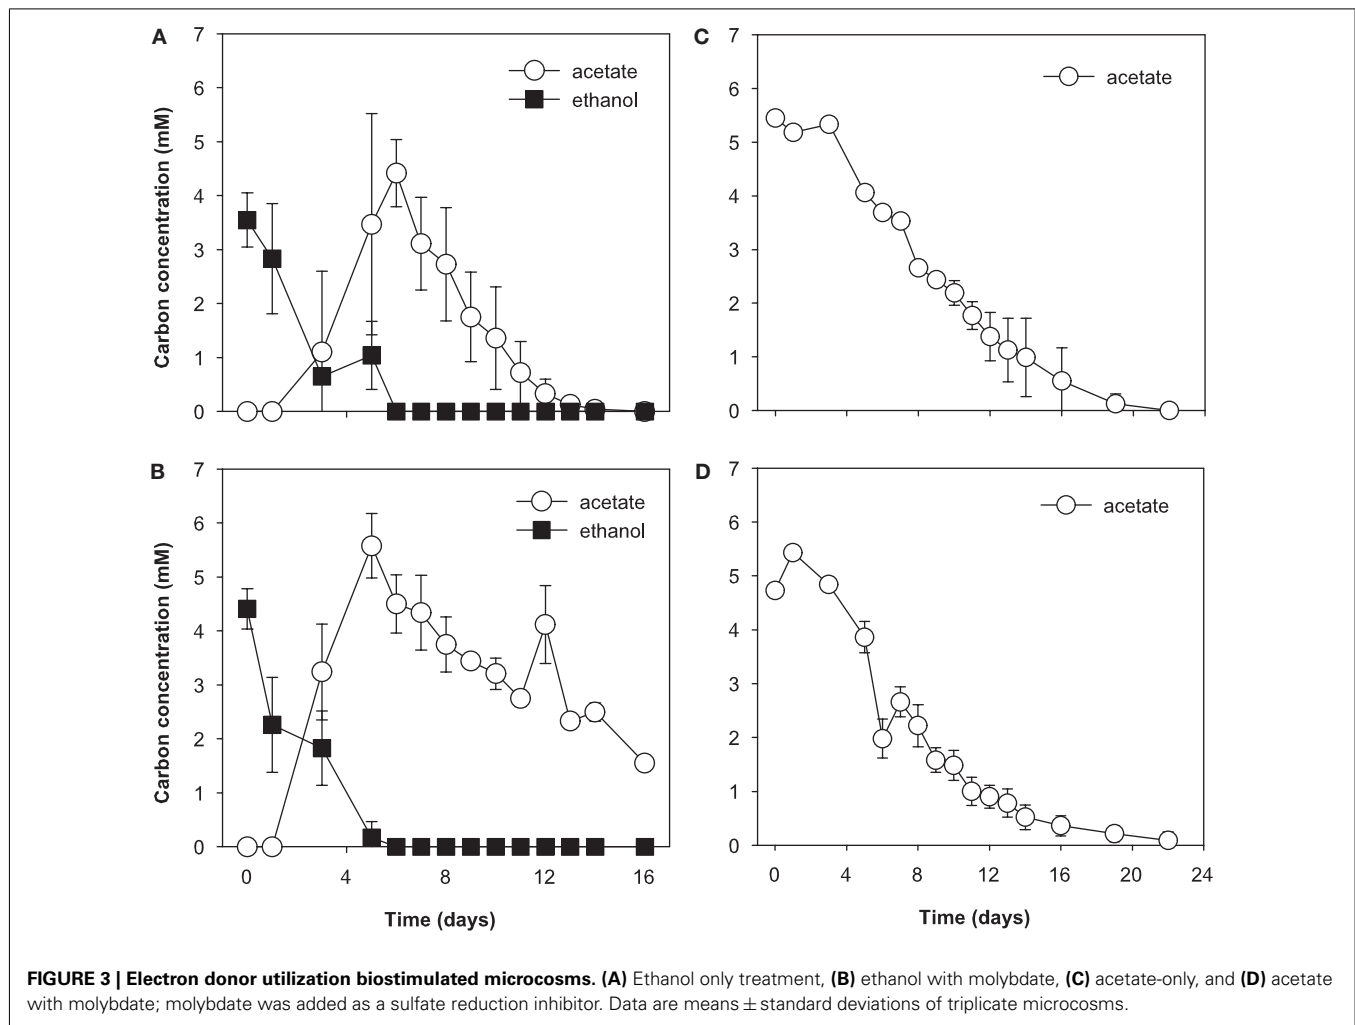 A
7
6
5
4
3
2
1
0
Carbon concentration (mM)
acetate
ethanol
C
7
6
5
4
3
2
1
0
acetate
B
7
6
5
4
3
2
1
0
Carbon concentration (mM)
acetate
ethanol
0 4 8 12 16
Time (days)
D
7
6
5
4
3
2
1
0
acetate
0 4 8 12 16 20 24
Time (days)
FIGURE 3 | Electron donor utilization biostimulated microcosms. (A) Ethanol only treatment, (B) ethanol with molybdate, (C) acetate-only, and (D) acetate
with molybdate; molybdate was added as a sulfate reduction inhibitor. Data are means ± standard deviations of triplicate microcosms.